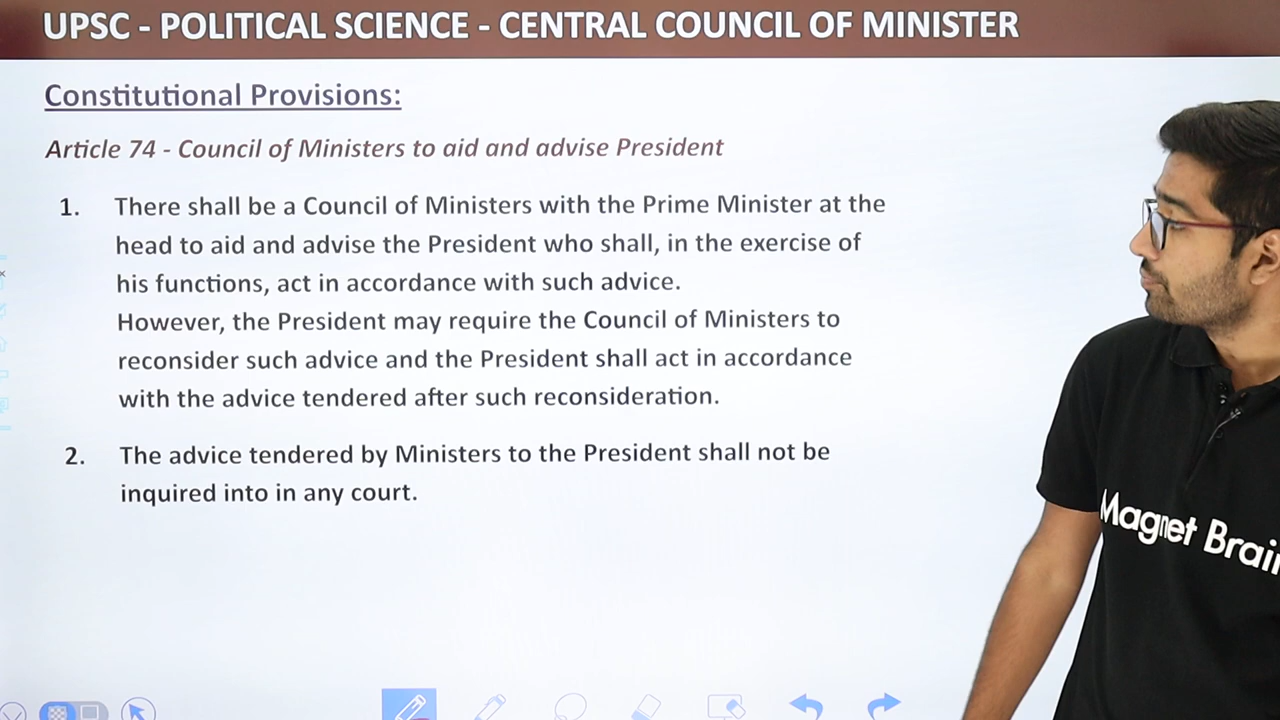 UPSC - POLITICAL SCIENCE - CENTRAL COUNCIL OF MINISTER
Constitutional Provisions:
Article 74 - Council of Ministers to aid and advise President
1. There shall be a Council of Ministers with the Prime Minister at the
head to aid and advise the President who shall, in the exercise of
his functions, act in accordance with such advice.
However, the President may require the Council of Ministers to
reconsider such advice and the President shall act in accordance
with the advice tendered after such reconsideration.
2. The advice tendered by Ministers to the President shall not be
inquired into in any court.
Magnet Brain